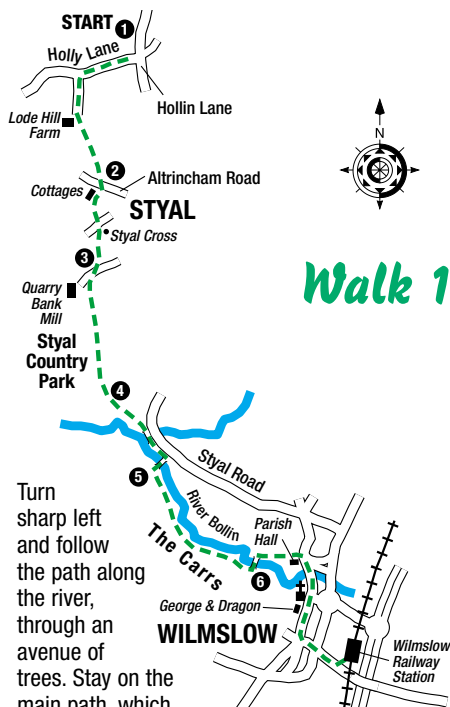 START 1
Holly Lane
Hollin Lane
Lode Hill
Farm
N
2
Altrincham Road
Cottages
STYAL
Styal Cross
3
Walk 1
Quarry
Bank
Mill
Styal
Country
Park
4
Styal Road
5
River Bollin
The Carrs
Parish
Hall
6
George & Dragon
WILMSLOW
Wilmslow
Railway
Station
Turn
sharp left
and follow
the path along
the river,
through an
avenue of
trees. Stay on the
main path, which